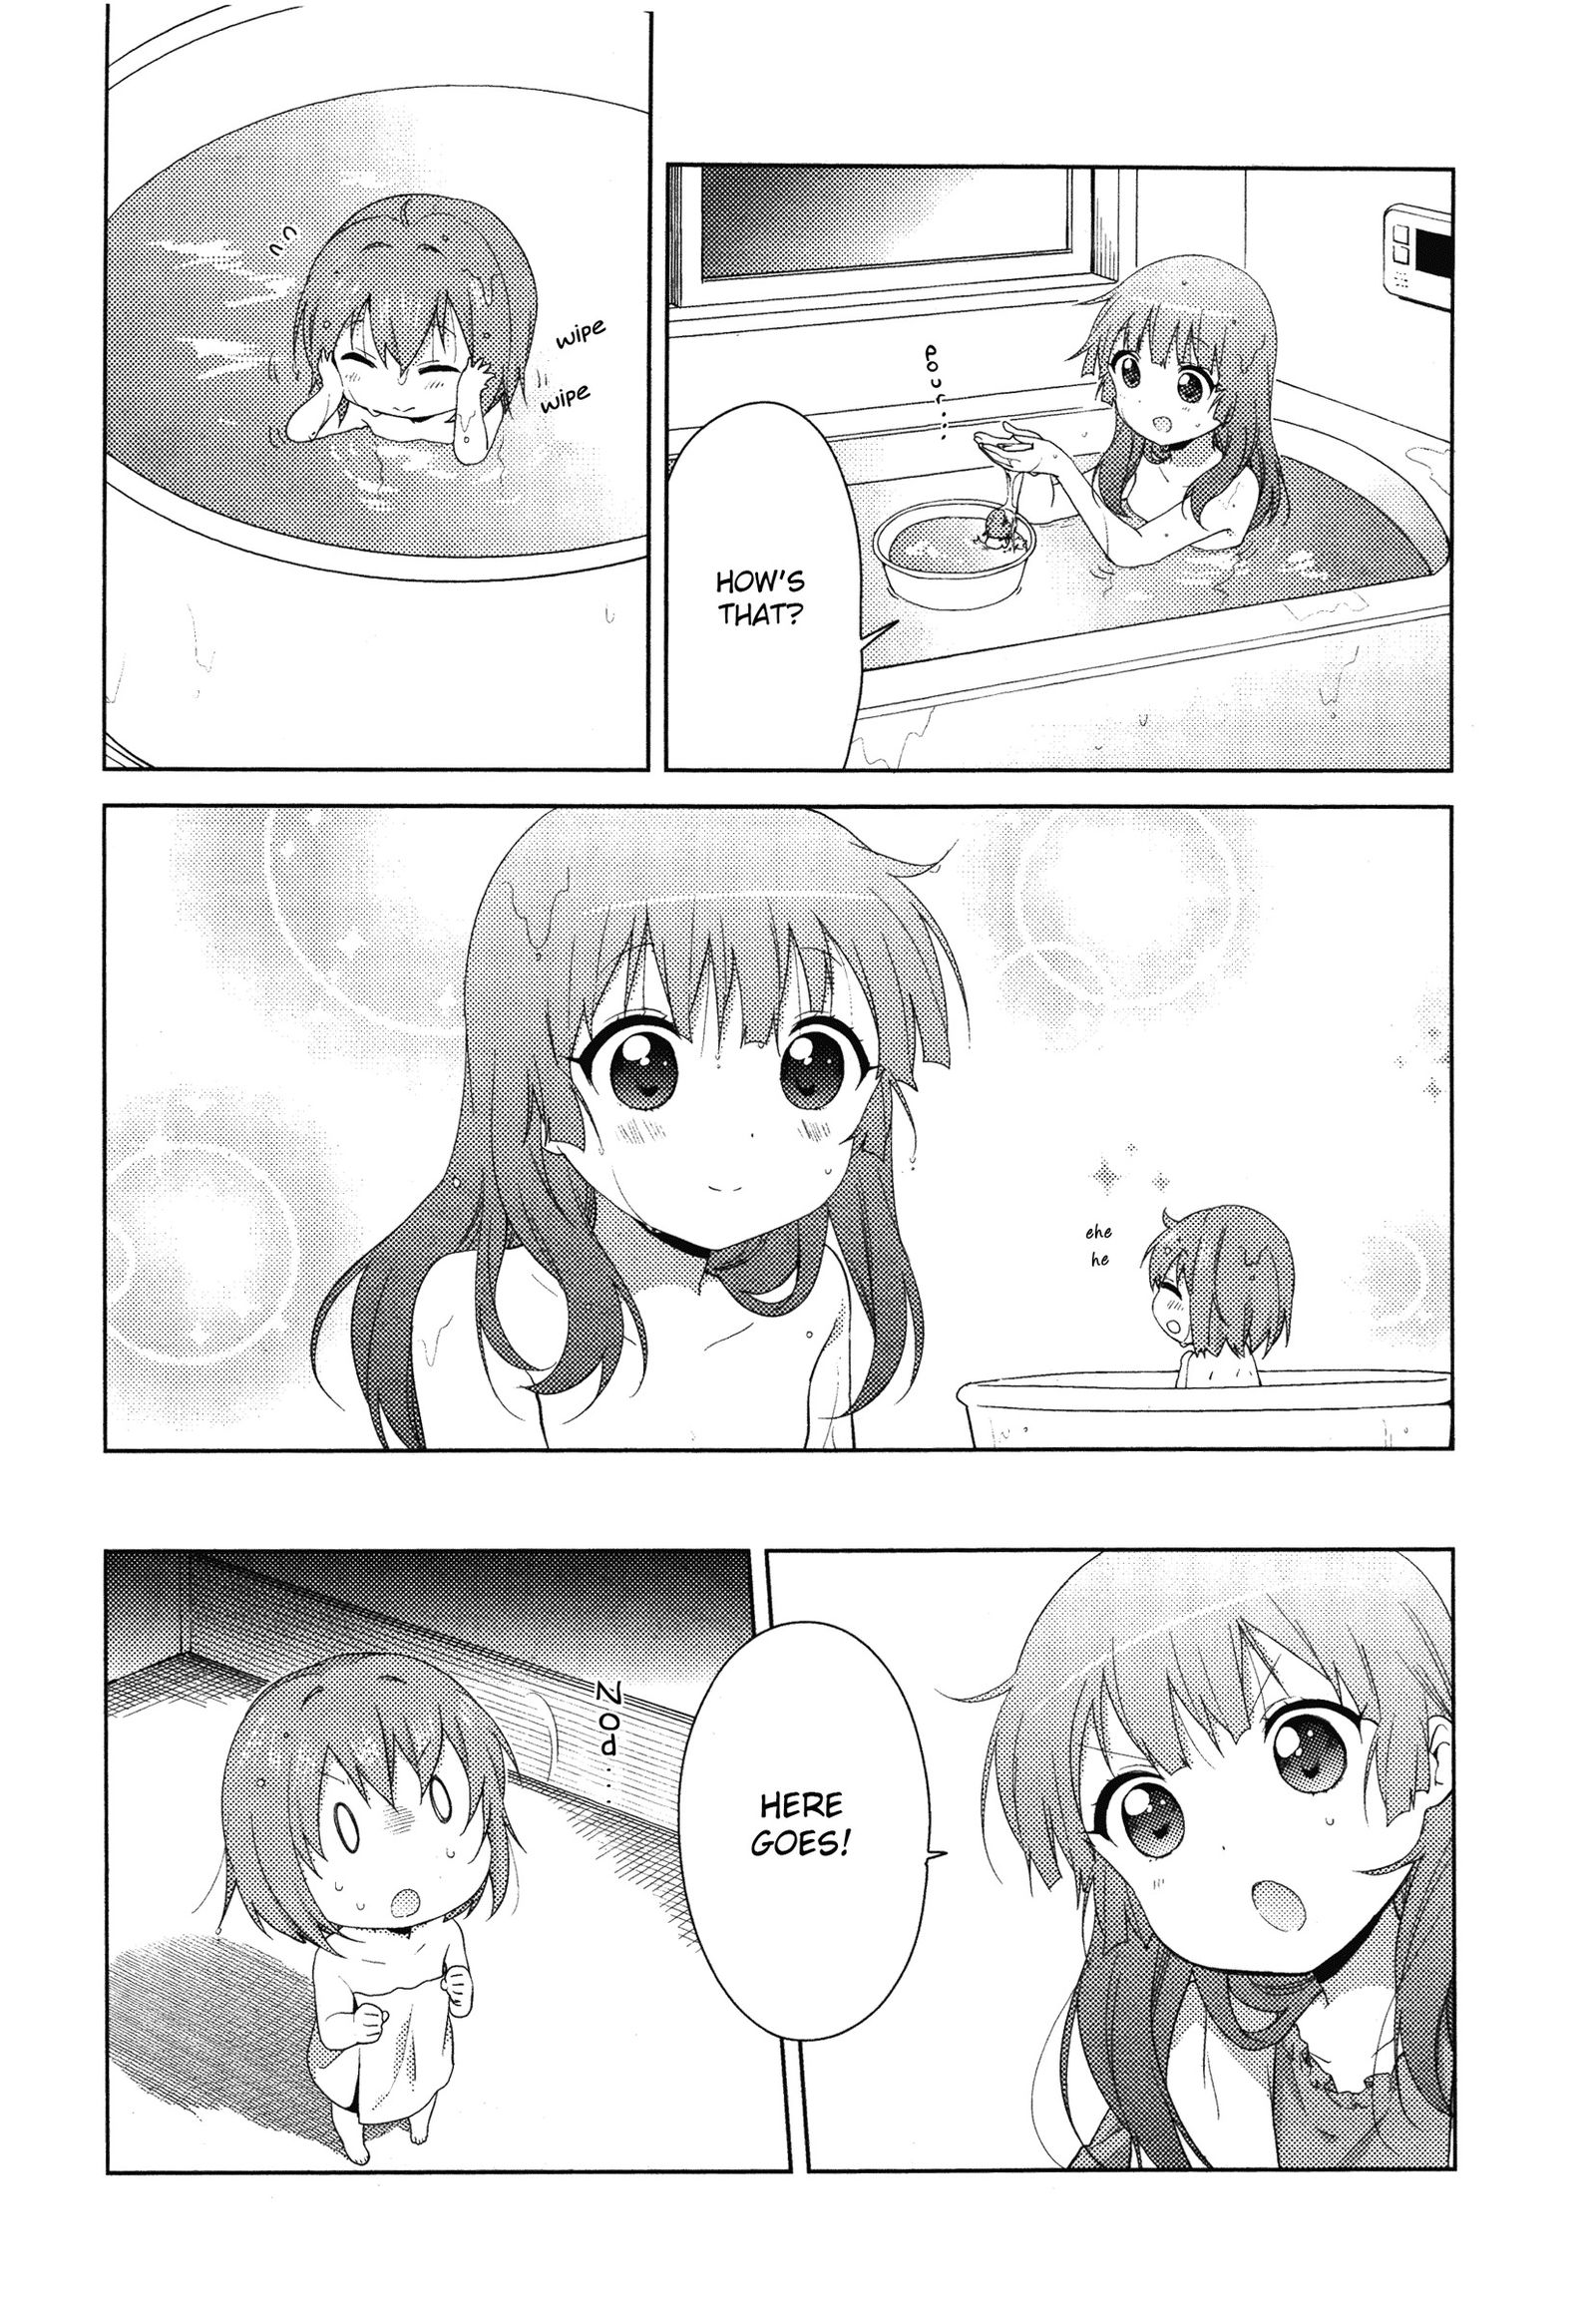 pour...
HOW'S
THAT?
wipe
wipe
ehe
he
HERE
GOES!
Nod...